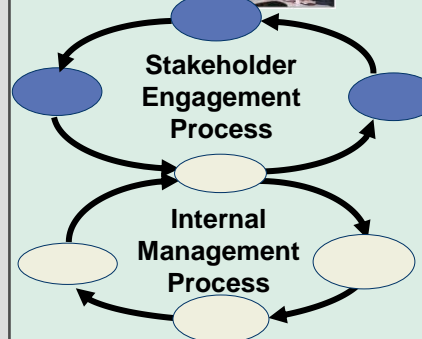 Stakeholder
Engagement
Process
Internal
Management
Process